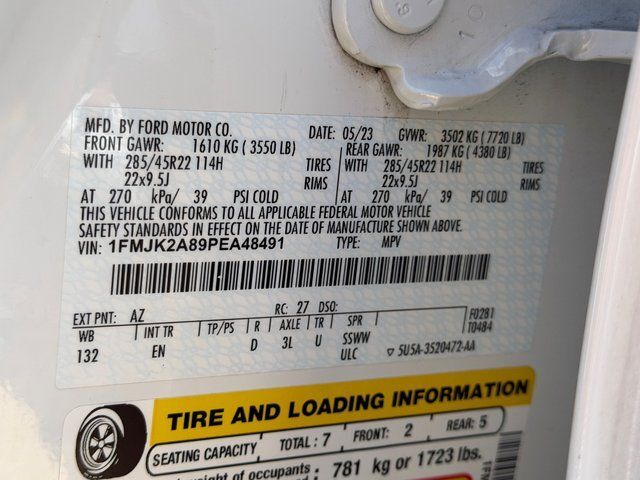 MFD. BY FORD MOTOR CO. DATE: 05/23 GVWR: 3502 KG ( 7720 LB)
FRONT GAWR: 1610 KG ( 3550 LB) REAR GAWR: 1987 KG ( 4380 LB)
WITH 285/45R22 114H TIRES WITH 285/45R22 114H TIRES
22x9.5J RIMS 22x9.5J RIMS
AT 270 kPa/ 39 PSI COLD AT 270 kPa/ 39 PSI COLD
THIS VEHICLE CONFORMS TO ALL APPLICABLE FEDERAL MOTOR VEHICLE
SAFETY STANDARDS IN EFFECT ON THE DATE OF MANUFACTURE SHOWN ABOVE.
VIN: 1FMJK2A89PEA48491 TYPE: MPV
EXT PNT: AZ RC: 27 DSO: F0281
WB INT TR TP/PS R AXLE TR SPR T0484
132 EN D 3L U SSWW
ULC ▽ 5U5A-3520472-AA
TIRE AND LOADING INFORMATION
SEATING CAPACITY TOTAL : 7 FRONT: 2 REAR: 5
weight of occupants 781 kg or 1723 lbs.